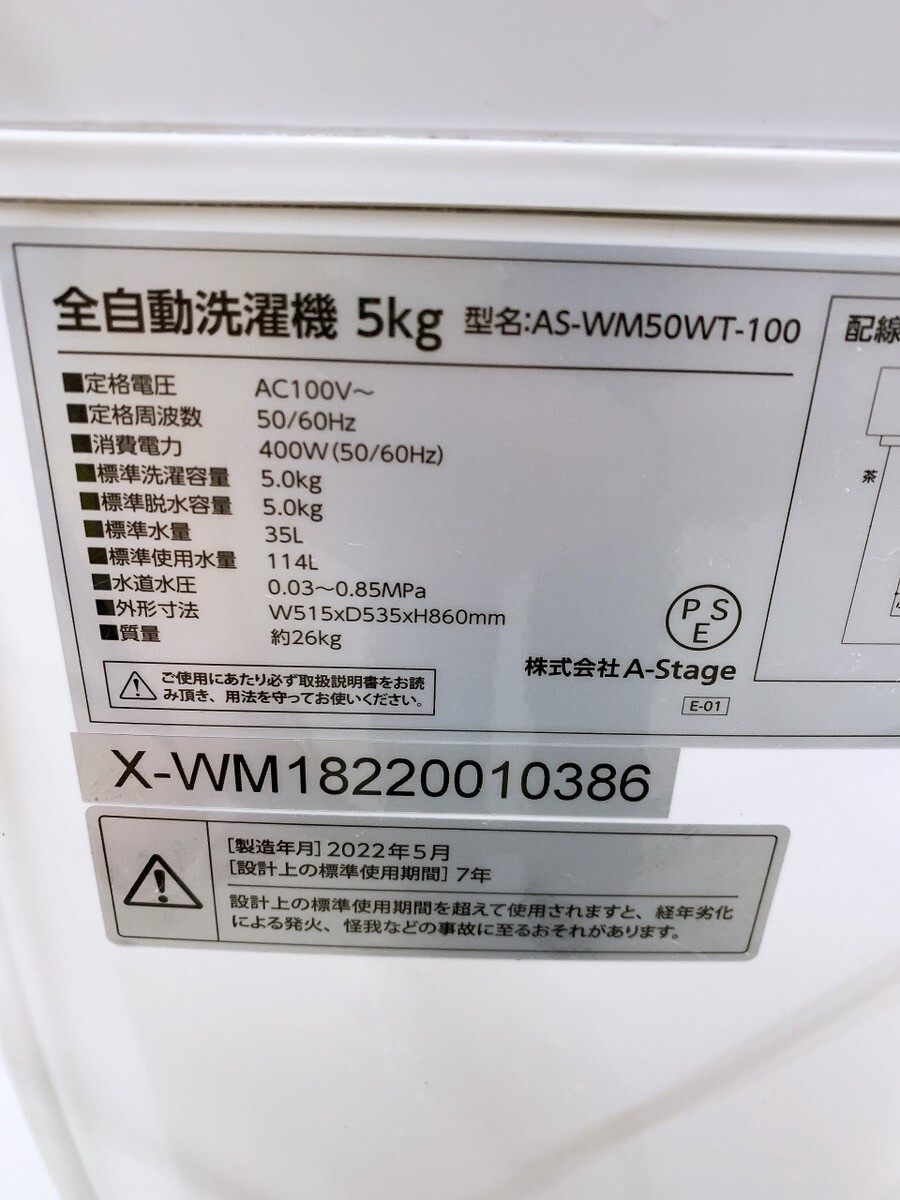 全自動洗濯機 5kg 型名:AS-WM50WT-100
■定格電圧 AC100V～
■定格周波数 50/60Hz
■消費電力 400W(50/60Hz)
■標準洗濯容量 5.0kg
■標準脱水容量 5.0kg
■標準水量 35L
■標準使用水量 114L
■水道水圧 0.03～0.85MPa
■外形寸法 W515xD535xH860mm
■質量 約26kg
ご使用にあたり必ず取扱説明書をお読
み頂き、用法を守ってお使いください。
PSE
株式会社 A-Stage
E-01
配線
茶
X-WM18220010386
[製造年月] 2022年5月
[設計上の標準使用期間] 7年
設計上の標準使用期間を超えて使用されますと、経年劣化
による発火、怪我などの事故に至るおそれがあります。